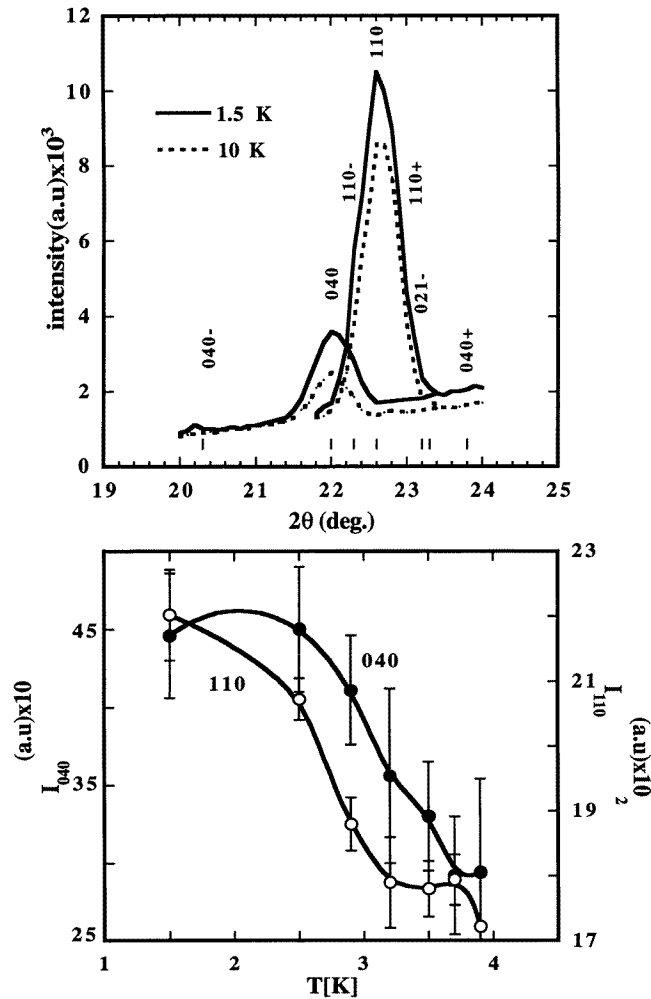 12
10
8
6
4
2
0
intensity(a.u)x10³
1.5 K
10 K
040-
040
110-
110
110+
021-
040+
19 20 21 22 23 24 25
2θ (deg.)
45
35
25
I₀₄₀ (a.u)x10
040
110
23
21
19
17
I₁₁₀ (a.u)x10₂
1 2 3 4
T[K]